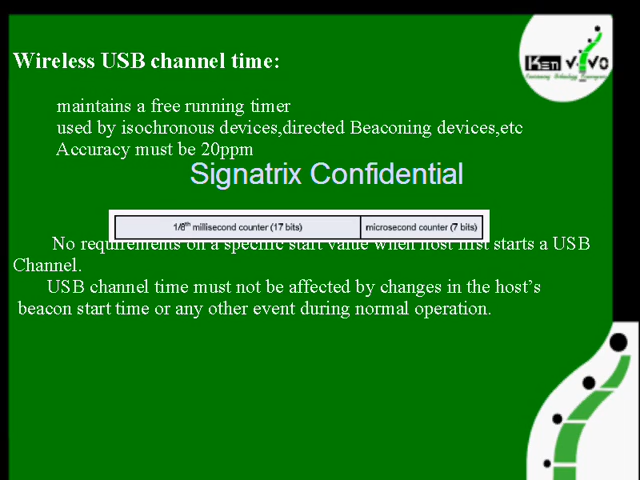 Wireless USB channel time:
Ken VIVO
maintains a free running timer
used by isochronous devices,directed Beaconing devices,etc
Accuracy must be 20ppm
Signatrix Confidential
1/8th millisecond counter (17 bits) microsecond counter (7 bits)
No requirements on a specific start value when host first starts a USB
Channel.
USB channel time must not be affected by changes in the host's
beacon start time or any other event during normal operation.